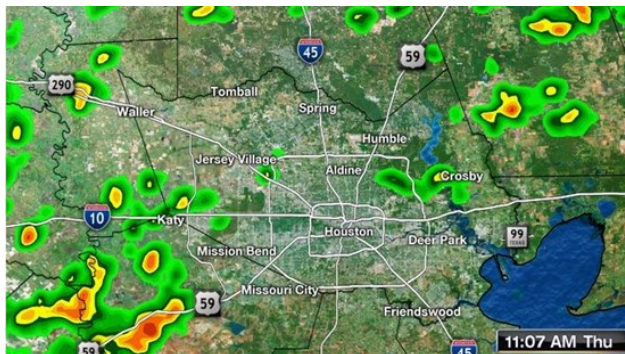 45
59
290
Tomball
Spring
Waller
Humble
Jersey Village
Aldine
Crosby
10
Katy
Houston
Deer Park
99
TEXAS
Mission Bend
Missouri City
59
Friendswood
59
45
11:07 AM Thu